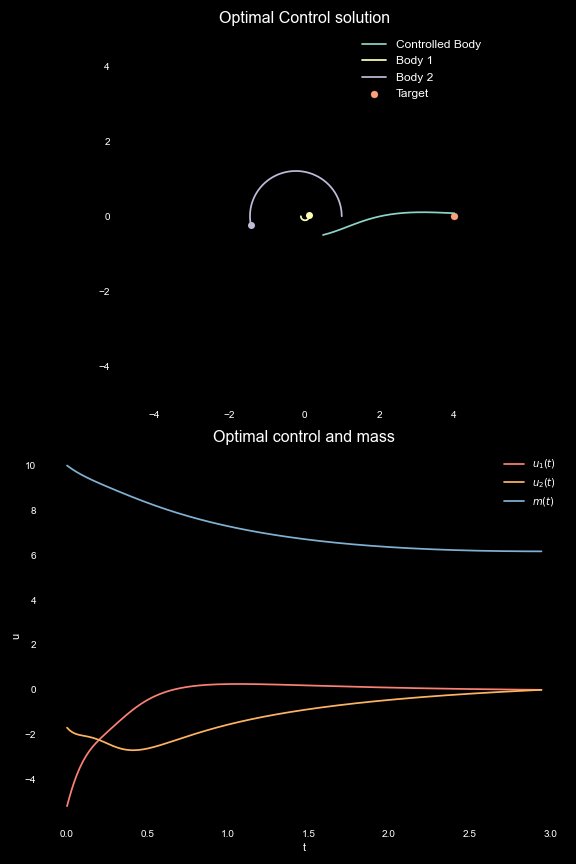 Optimal Control solution
Controlled Body
Body 1
Body 2
Target
4
2
0
−2
−4
−4 −2 0 2 4
Optimal control and mass
u₁(t)
u₂(t)
m(t)
10
8
6
4
2
0
−2
−4
u
0.0 0.5 1.0 1.5 2.0 2.5 3.0
t